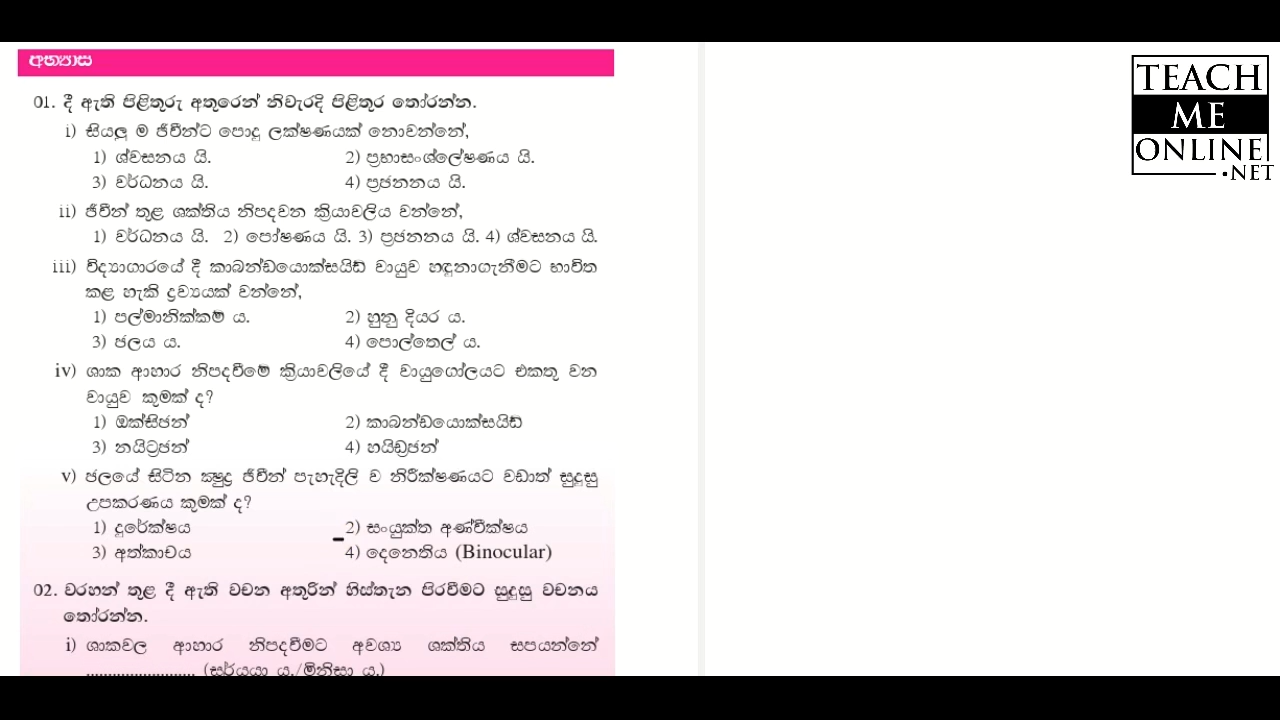 අභ්‍යාස
01. දී ඇති පිළිතුරු අතුරෙන් නිවැරදි පිළිතුර තෝරන්න.
i) සියලු ම ජීවීන්ට පොදු ලක්ෂණයක් නොවන්නේ,
1) ශ්වසනය යි. 2) ප්‍රභාසංශ්ලේෂණය යි.
3) වර්ධනය යි. 4) ප්‍රජනනය යි.
ii) ජීවීන් තුළ ශක්තිය නිපදවන ක්‍රියාවලිය වන්නේ,
1) වර්ධනය යි. 2) පෝෂණය යි. 3) ප්‍රජනනය යි. 4) ශ්වසනය යි.
iii) විද්‍යාගාරයේ දී කාබන්ඩයොක්සයිඩ් වායුව හඳුනාගැනීමට භාවිත
කළ හැකි ද්‍රව්‍යයක් වන්නේ,
1) පල්මානික්කම් ය. 2) හුනු දියර ය.
3) ජලය ය. 4) පොල්තෙල් ය.
iv) ශාක ආහාර නිපදවීමේ ක්‍රියාවලියේ දී වායුගෝලයට එකතු වන
වායුව කුමක් ද?
1) ඔක්සිජන් 2) කාබන්ඩයොක්සයිඩ්
3) නයිට්‍රජන් 4) හයිඩ්‍රජන්
v) ජලයේ සිටින ක්‍ෂුද්‍ර ජීවීන් පැහැදිලි ව නිරීක්ෂණයට වඩාත් සුදුසු
උපකරණය කුමක් ද?
1) දුරේක්ෂය 2) සංයුක්ත අණ්වීක්ෂය
3) අත්කාචය 4) දෙනෙතිය (Binocular)
02. වරහන් තුළ දී ඇති වචන අතුරින් හිස්තැන පිරවීමට සුදුසු වචනය
තෝරන්න.
i) ශාකවල ආහාර නිපදවීමට අවශ්‍ය ශක්තිය සපයන්නේ
......................... (සූර්යයා ය./මිනිසා ය.)
TEACH
ME
ONLINE
.NET